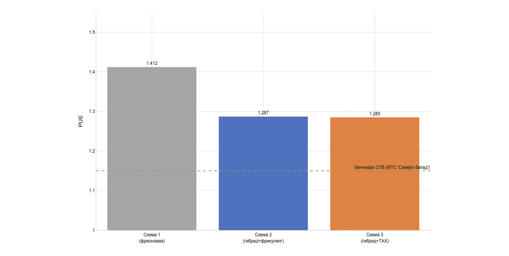 1.5
1.4
1.3
1.2
1.1
1
PUE
1.412
1.287
1.285
Бенчмарк СПб (МТС "Северо-Запад")
Схема 1
(фреоновая)
Схема 2
(гибрид+фрикулинг)
Схема 3
(гибрид+ТАХ)